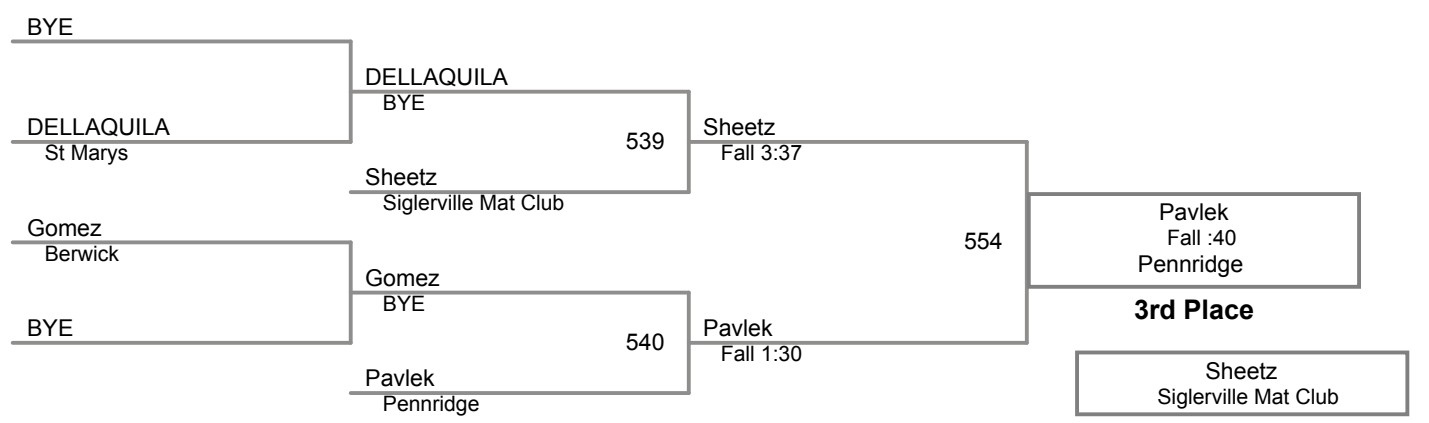 BYE
DELLAQUILA
BYE
DELLAQUILA
St Marys
539
Sheetz
Fall 3:37
Sheetz
Siglerville Mat Club
Gomez
Berwick
554
Pavlek
Fall :40
Pennridge
Gomez
BYE
3rd Place
BYE
540
Pavlek
Fall 1:30
Pavlek
Pennridge
Sheetz
Siglerville Mat Club